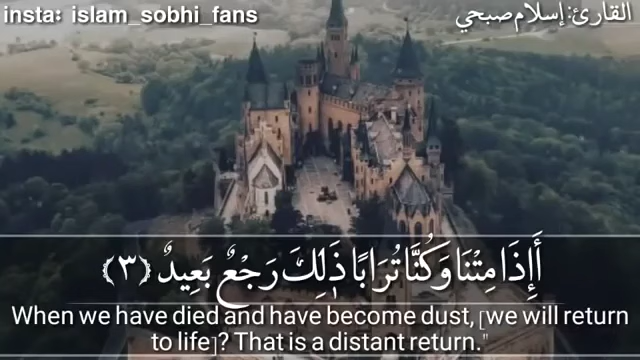 insta: islam_sobhi_fans
القارئ: إسلام صبحي
أَإِذَا مِتْنَا وَكُنَّا تُرَابًا ذَٰلِكَ رَجْعٌ بَعِيدٌ ﴿٣﴾
When we have died and have become dust, [we will return
to life]? That is a distant return."